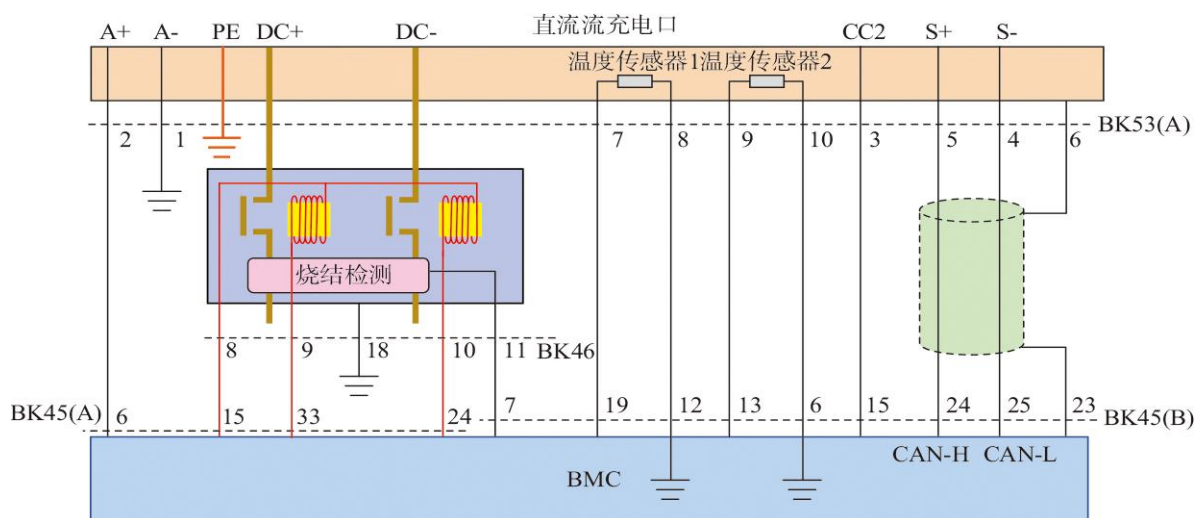 直流流充电口
A+ A- PE DC+ DC- CC2 S+ S-
温度传感器1 温度传感器2
BK53(A)
2 1 7 8 9 10 3 5 4 6
烧结检测
8 9 18 10 11 BK46
BK45(A) 6 15 33 24 7 19 12 13 6 15 24 25 23 BK45(B)
CAN-H CAN-L
BMC